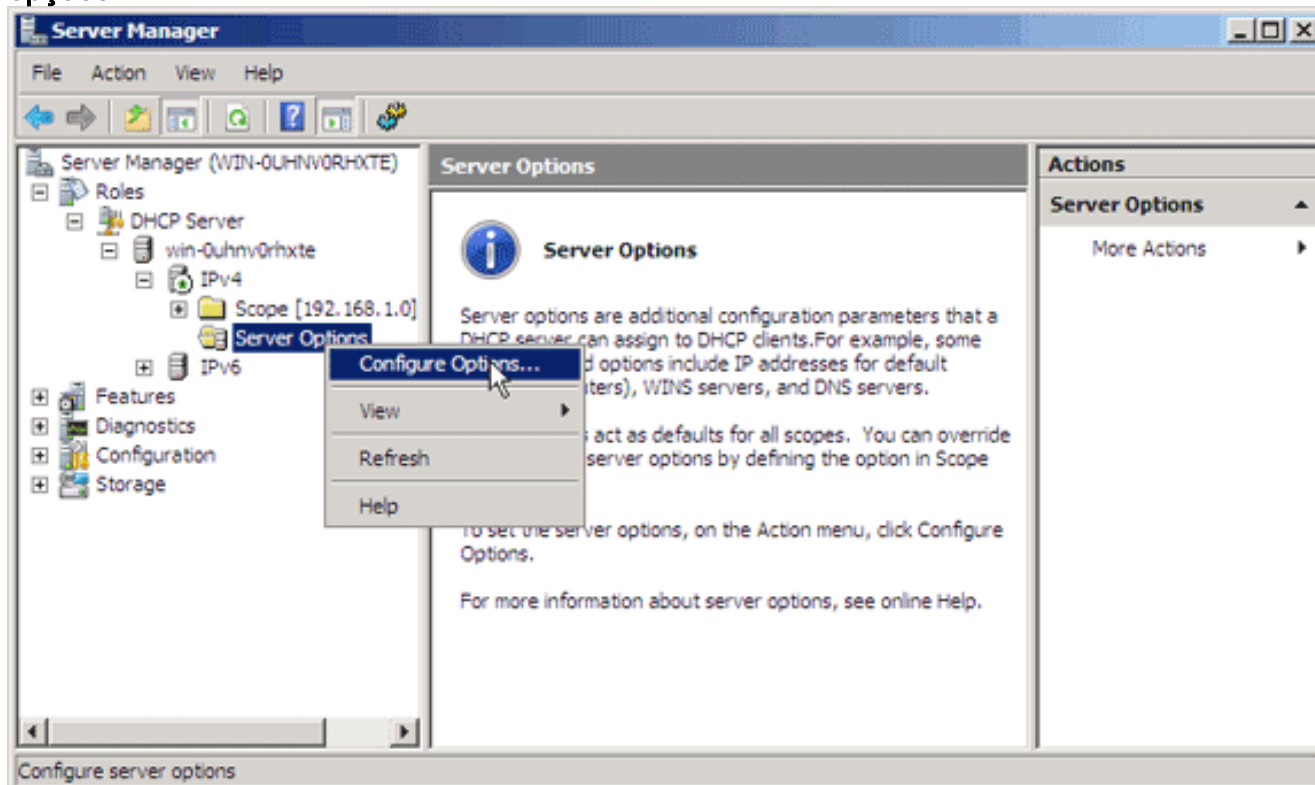 Server Manager
File Action View Help
Server Manager (WIN-0UHNV0RHXTE)
Roles
DHCP Server
win-0uhnv0rhxte
IPv4
Scope [192.168.1.0]
Server Options
IPv6
Features
Diagnostics
Configuration
Storage
Configure Options...
View
Refresh
Help
Server Options
Server Options
Server options are additional configuration parameters that a
DHCP server can assign to DHCP clients.For example, some
d options include IP addresses for default
ters), WINS servers, and DNS servers.
act as defaults for all scopes. You can override
server options by defining the option in Scope
To set the server options, on the Action menu, click Configure
Options.
For more information about server options, see online Help.
Actions
Server Options
More Actions
Configure server options